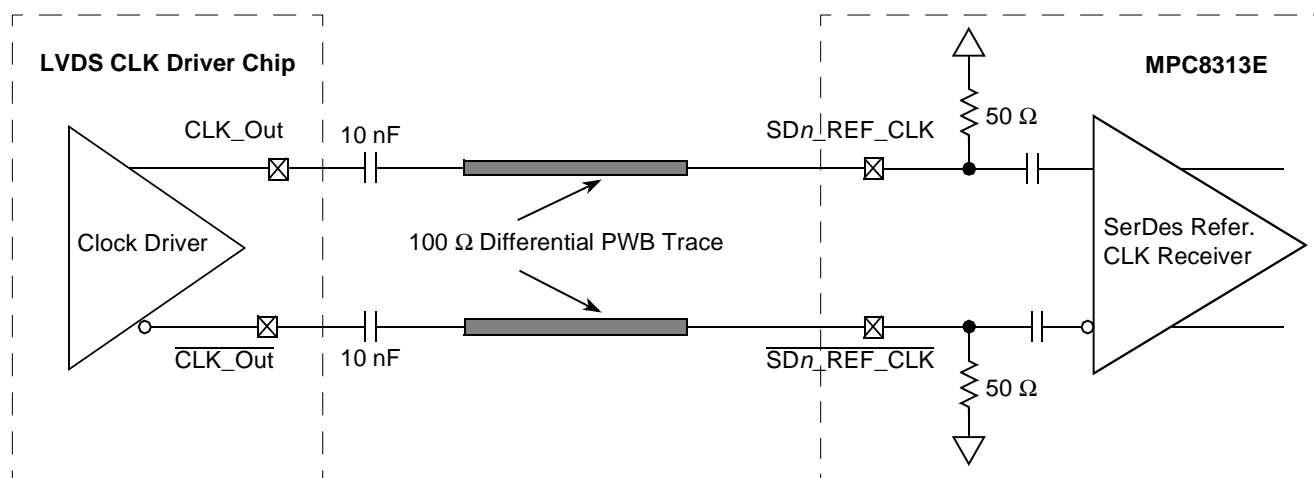 LVDS CLK Driver Chip
MPC8313E
CLK_Out
10 nF
SDn_REF_CLK
50 Ω
Clock Driver
100 Ω Differential PWB Trace
SerDes Refer.
CLK Receiver
CLK_Out
10 nF
SDn_REF_CLK
50 Ω